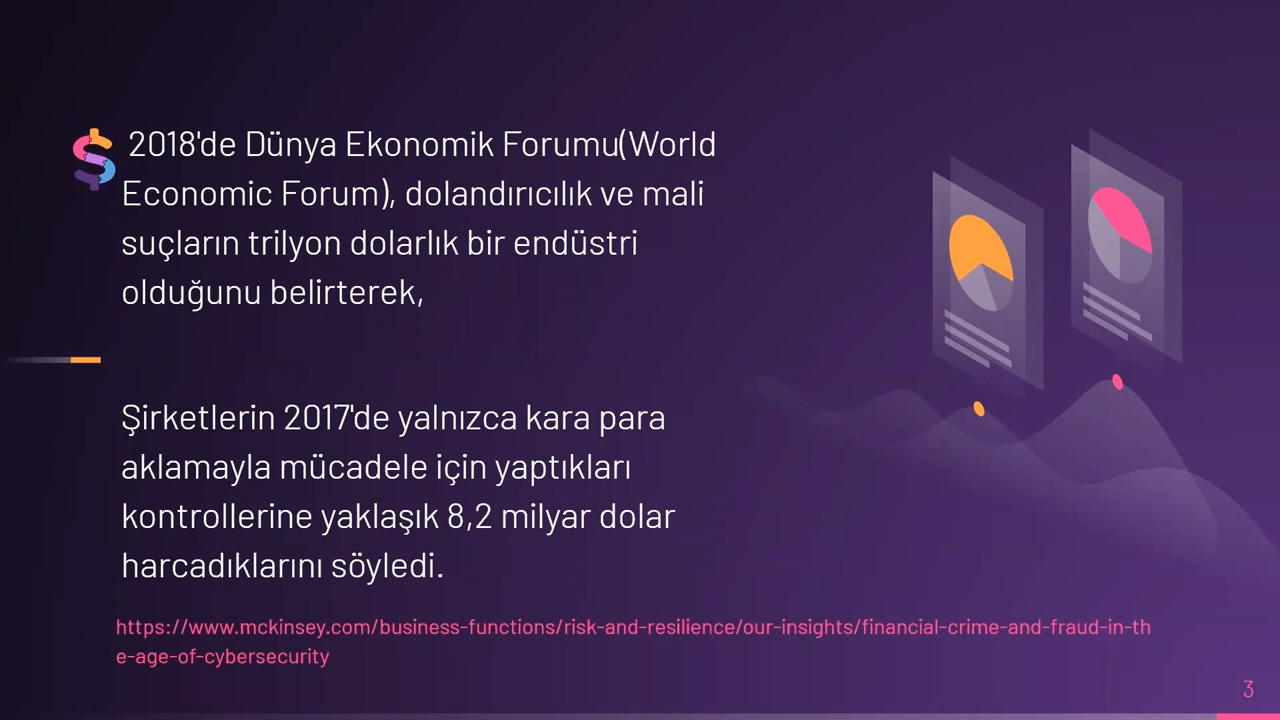 2018'de Dünya Ekonomik Forumu(World
Economic Forum), dolandırıcılık ve mali
suçların trilyon dolarlık bir endüstri
olduğunu belirterek,
Şirketlerin 2017'de yalnızca kara para
aklamayla mücadele için yaptıkları
kontrollerine yaklaşık 8,2 milyar dolar
harcadıklarını söyledi.
https://www.mckinsey.com/business-functions/risk-and-resilience/our-insights/financial-crime-and-fraud-in-th
e-age-of-cybersecurity
3